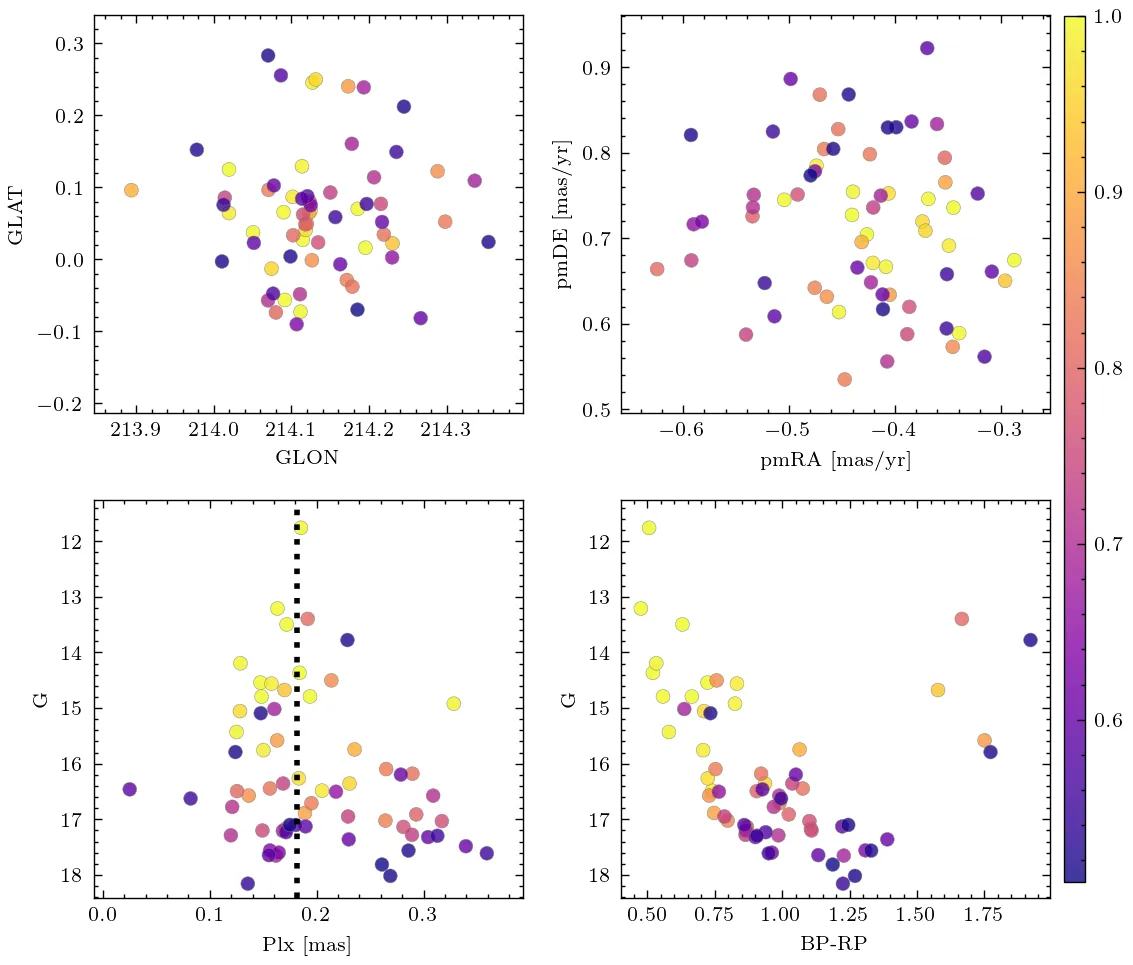 0.3
0.2
0.1
0.0
−0.1
−0.2
GLAT
213.9 214.0 214.1 214.2 214.3
GLON
0.9
0.8
0.7
0.6
0.5
pmDE [mas/yr]
−0.6 −0.5 −0.4 −0.3
pmRA [mas/yr]
1.0
0.9
0.8
0.7
0.6
12
13
14
15
16
17
18
G
0.0 0.1 0.2 0.3
Plx [mas]
12
13
14
15
16
17
18
G
0.50 0.75 1.00 1.25 1.50 1.75
BP-RP